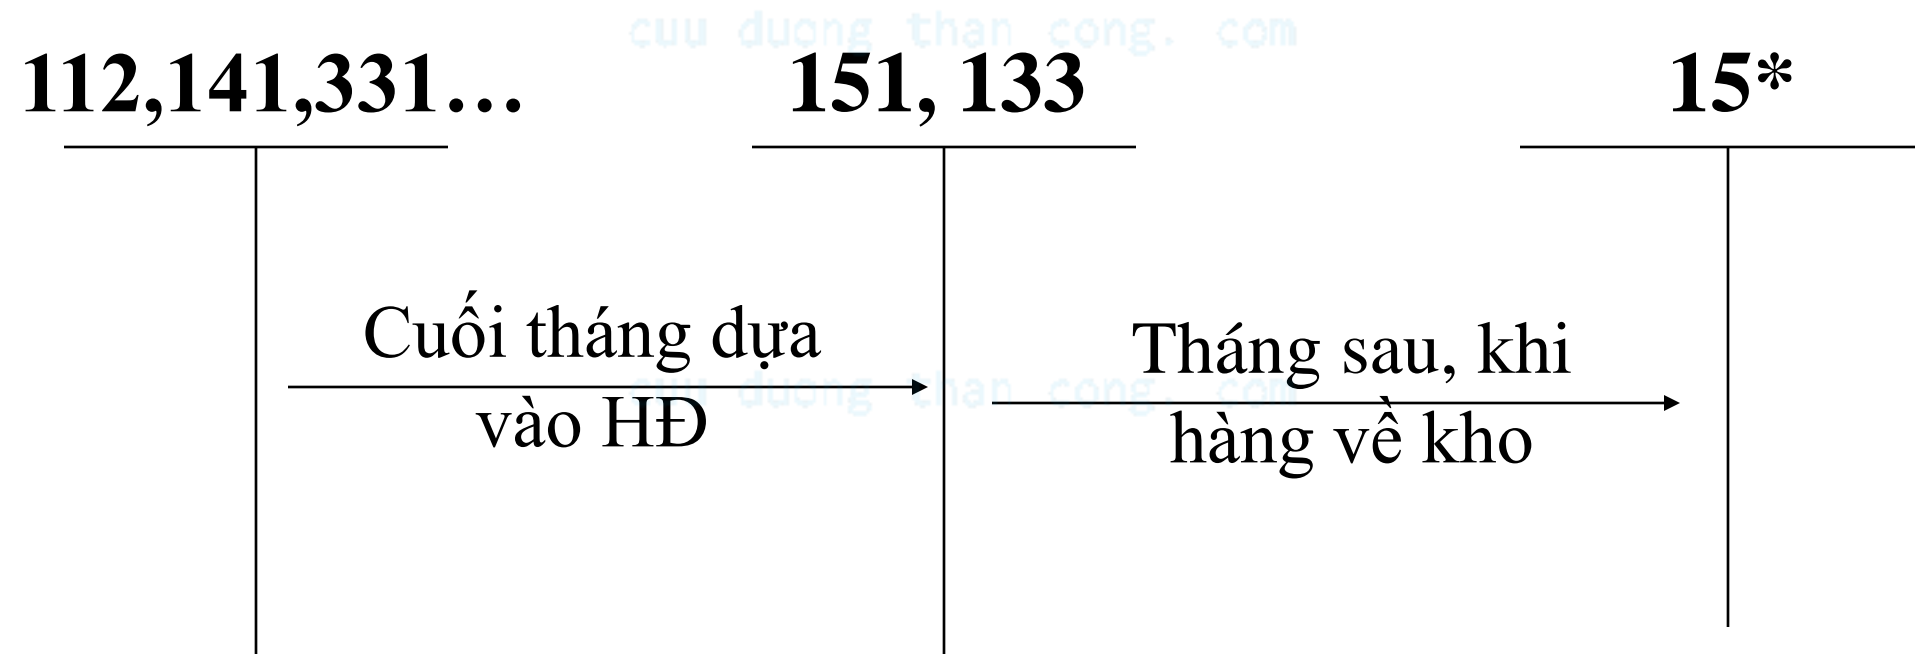 cuu duong than cong. com
112,141,331... 151, 133 15*
Cuối tháng dựa
vào HĐ
Tháng sau, khi
hàng về kho
cuu duong than cong. com